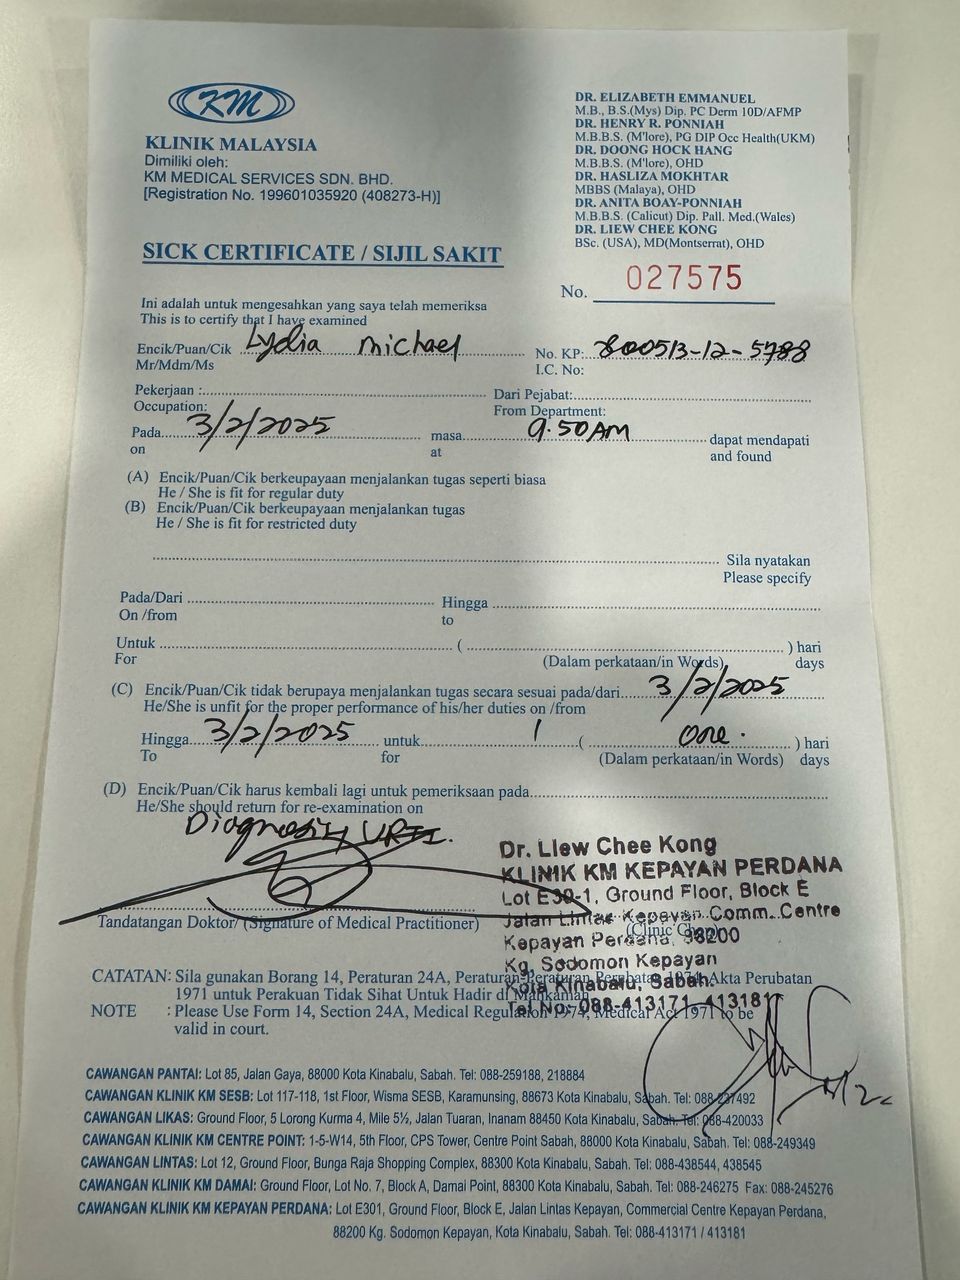 KM
KLINIK MALAYSIA
Dimiliki oleh:
KM MEDICAL SERVICES SDN. BHD.
[Registration No. 199601035920 (408273-H)]
DR. ELIZABETH EMMANUEL
M.B., B.S.(Mys) Dip. PC Derm 10D/AFMP
DR. HENRY R. PONNIAH
M.B.B.S. (M'lore), PG DIP Occ Health(UKM)
DR. DOONG HOCK HANG
M.B.B.S. (M'lore), OHD
DR. HASLIZA MOKHTAR
MBBS (Malaya), OHD
DR. ANITA BOAY-PONNIAH
M.B.B.S. (Calicut) Dip. Pall. Med.(Wales)
DR. LIEW CHEE KONG
BSc. (USA), MD(Montserrat), OHD
SICK CERTIFICATE / SIJIL SAKIT
No. 027575
Ini adalah untuk mengesahkan yang saya telah memeriksa
This is to certify that I have examined
Encik/Puan/Cik Lydia michael No. KP: 800513-12-5788
Mr/Mdm/Ms I.C. No:
Pekerjaan : Dari Pejabat:
Occupation: From Department:
Pada 3/2/2025 masa 9.50AM dapat mendapati
on at and found
(A) Encik/Puan/Cik berkeupayaan menjalankan tugas seperti biasa
He / She is fit for regular duty
(B) Encik/Puan/Cik berkeupayaan menjalankan tugas
He / She is fit for restricted duty
Sila nyatakan
Please specify
Pada/Dari Hingga
On /from to
Untuk ( ) hari
For (Dalam perkataan/in Words) days
(C) Encik/Puan/Cik tidak berupaya menjalankan tugas secara sesuai pada/dari 3/2/2025
He/She is unfit for the proper performance of his/her duties on /from
Hingga 3/2/2025 untuk 1 ( one. ) hari
To for (Dalam perkataan/in Words) days
(D) Encik/Puan/Cik harus kembali lagi untuk pemeriksaan pada
He/She should return for re-examination on
Diagnosis URTI.
Dr. Liew Chee Kong
KLINIK KM KEPAYAN PERDANA
Lot E30-1, Ground Floor, Block E
Jalan Lintas Kepayan Comm. Centre
Kepayan Perdana, 88200
Kg. Sodomon Kepayan
Kota Kinabalu, Sabah.
Tel No: 088-413171, 413181
Tandatangan Doktor/ (Signature of Medical Practitioner) (Clinic Chop)
CATATAN: Sila gunakan Borang 14, Peraturan 24A, Peraturan-Peraturan Perubatan 1974, Akta Perubatan
1971 untuk Perakuan Tidak Sihat Untuk Hadir di Mahkamah
NOTE : Please Use Form 14, Section 24A, Medical Regulation 1974, Medical Act 1971 to be
valid in court.
CAWANGAN PANTAI: Lot 85, Jalan Gaya, 88000 Kota Kinabalu, Sabah. Tel: 088-259188, 218884
CAWANGAN KLINIK KM SESB: Lot 117-118, 1st Floor, Wisma SESB, Karamunsing, 88673 Kota Kinabalu, Sabah. Tel: 088-237492
CAWANGAN LIKAS: Ground Floor, 5 Lorong Kurma 4, Mile 5½, Jalan Tuaran, Inanam 88450 Kota Kinabalu, Sabah. Tel: 088-420033
CAWANGAN KLINIK KM CENTRE POINT: 1-5-W14, 5th Floor, CPS Tower, Centre Point Sabah, 88000 Kota Kinabalu, Sabah. Tel: 088-249349
CAWANGAN LINTAS: Lot 12, Ground Floor, Bunga Raja Shopping Complex, 88300 Kota Kinabalu, Sabah. Tel: 088-438544, 438545
CAWANGAN KLINIK KM DAMAI: Ground Floor, Lot No. 7, Block A, Damai Point, 88300 Kota Kinabalu, Sabah. Tel: 088-246275 Fax: 088-245276
CAWANGAN KLINIK KM KEPAYAN PERDANA: Lot E301, Ground Floor, Block E, Jalan Lintas Kepayan, Commercial Centre Kepayan Perdana,
88200 Kg. Sodomon Kepayan, Kota Kinabalu, Sabah. Tel: 088-413171 / 413181